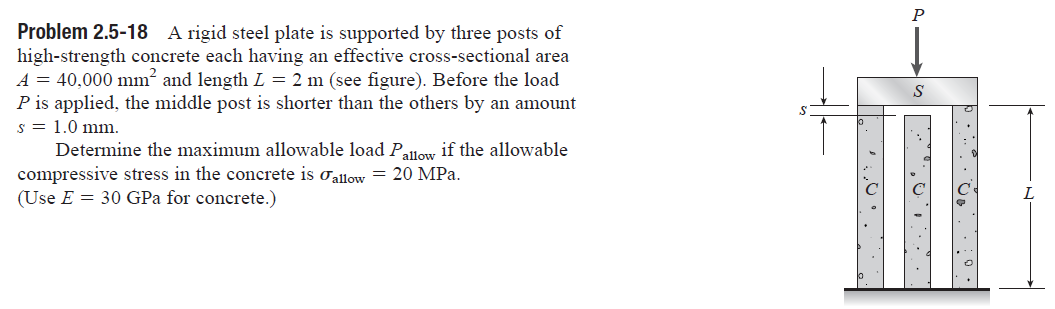 Problem 2.5-18 A rigid steel plate is supported by three posts of
high-strength concrete each having an effective cross-sectional area
A = 40,000 mm² and length L = 2 m (see figure). Before the load
P is applied, the middle post is shorter than the others by an amount
s = 1.0 mm.
Determine the maximum allowable load Pallow if the allowable
compressive stress in the concrete is σallow = 20 MPa.
(Use E = 30 GPa for concrete.)
P
S
s
C
C
C
L